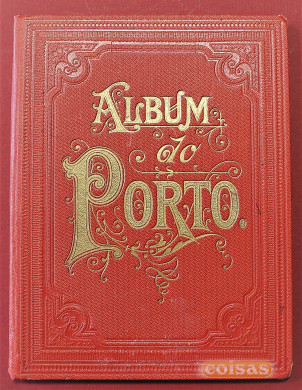 ALBUM
do
PORTO.
coisas